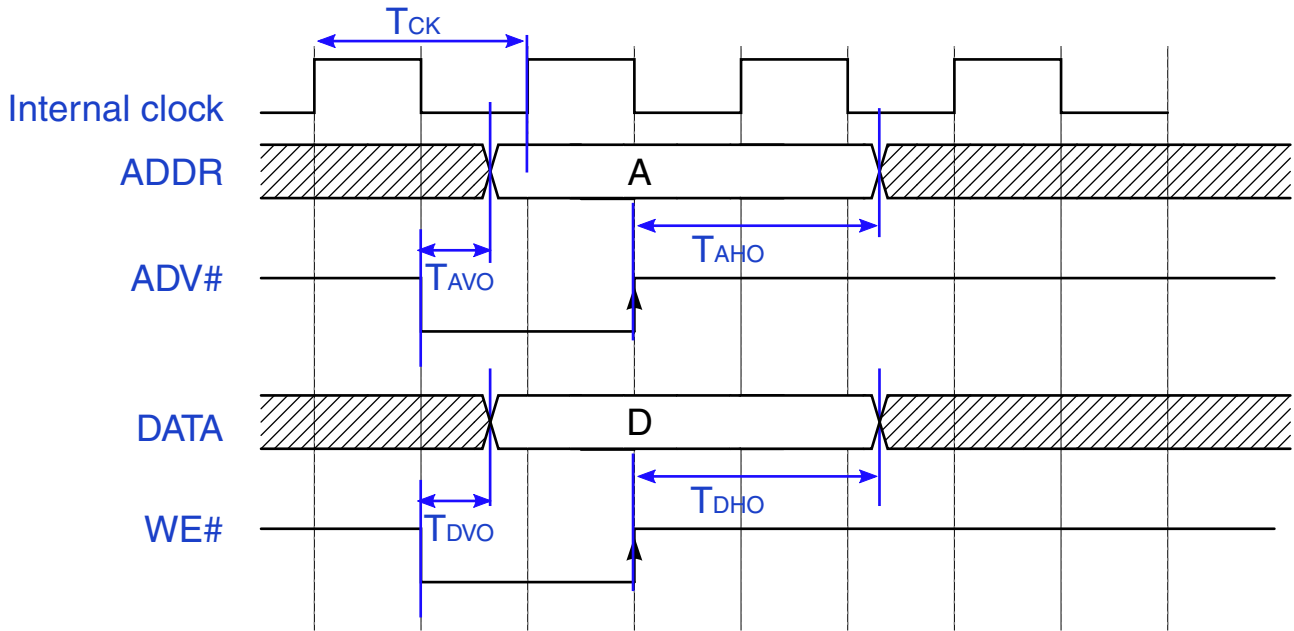 TCK
Internal clock
ADDR
A
TAHO
TAVO
ADV#
DATA
D
TDHO
TDVO
WE#